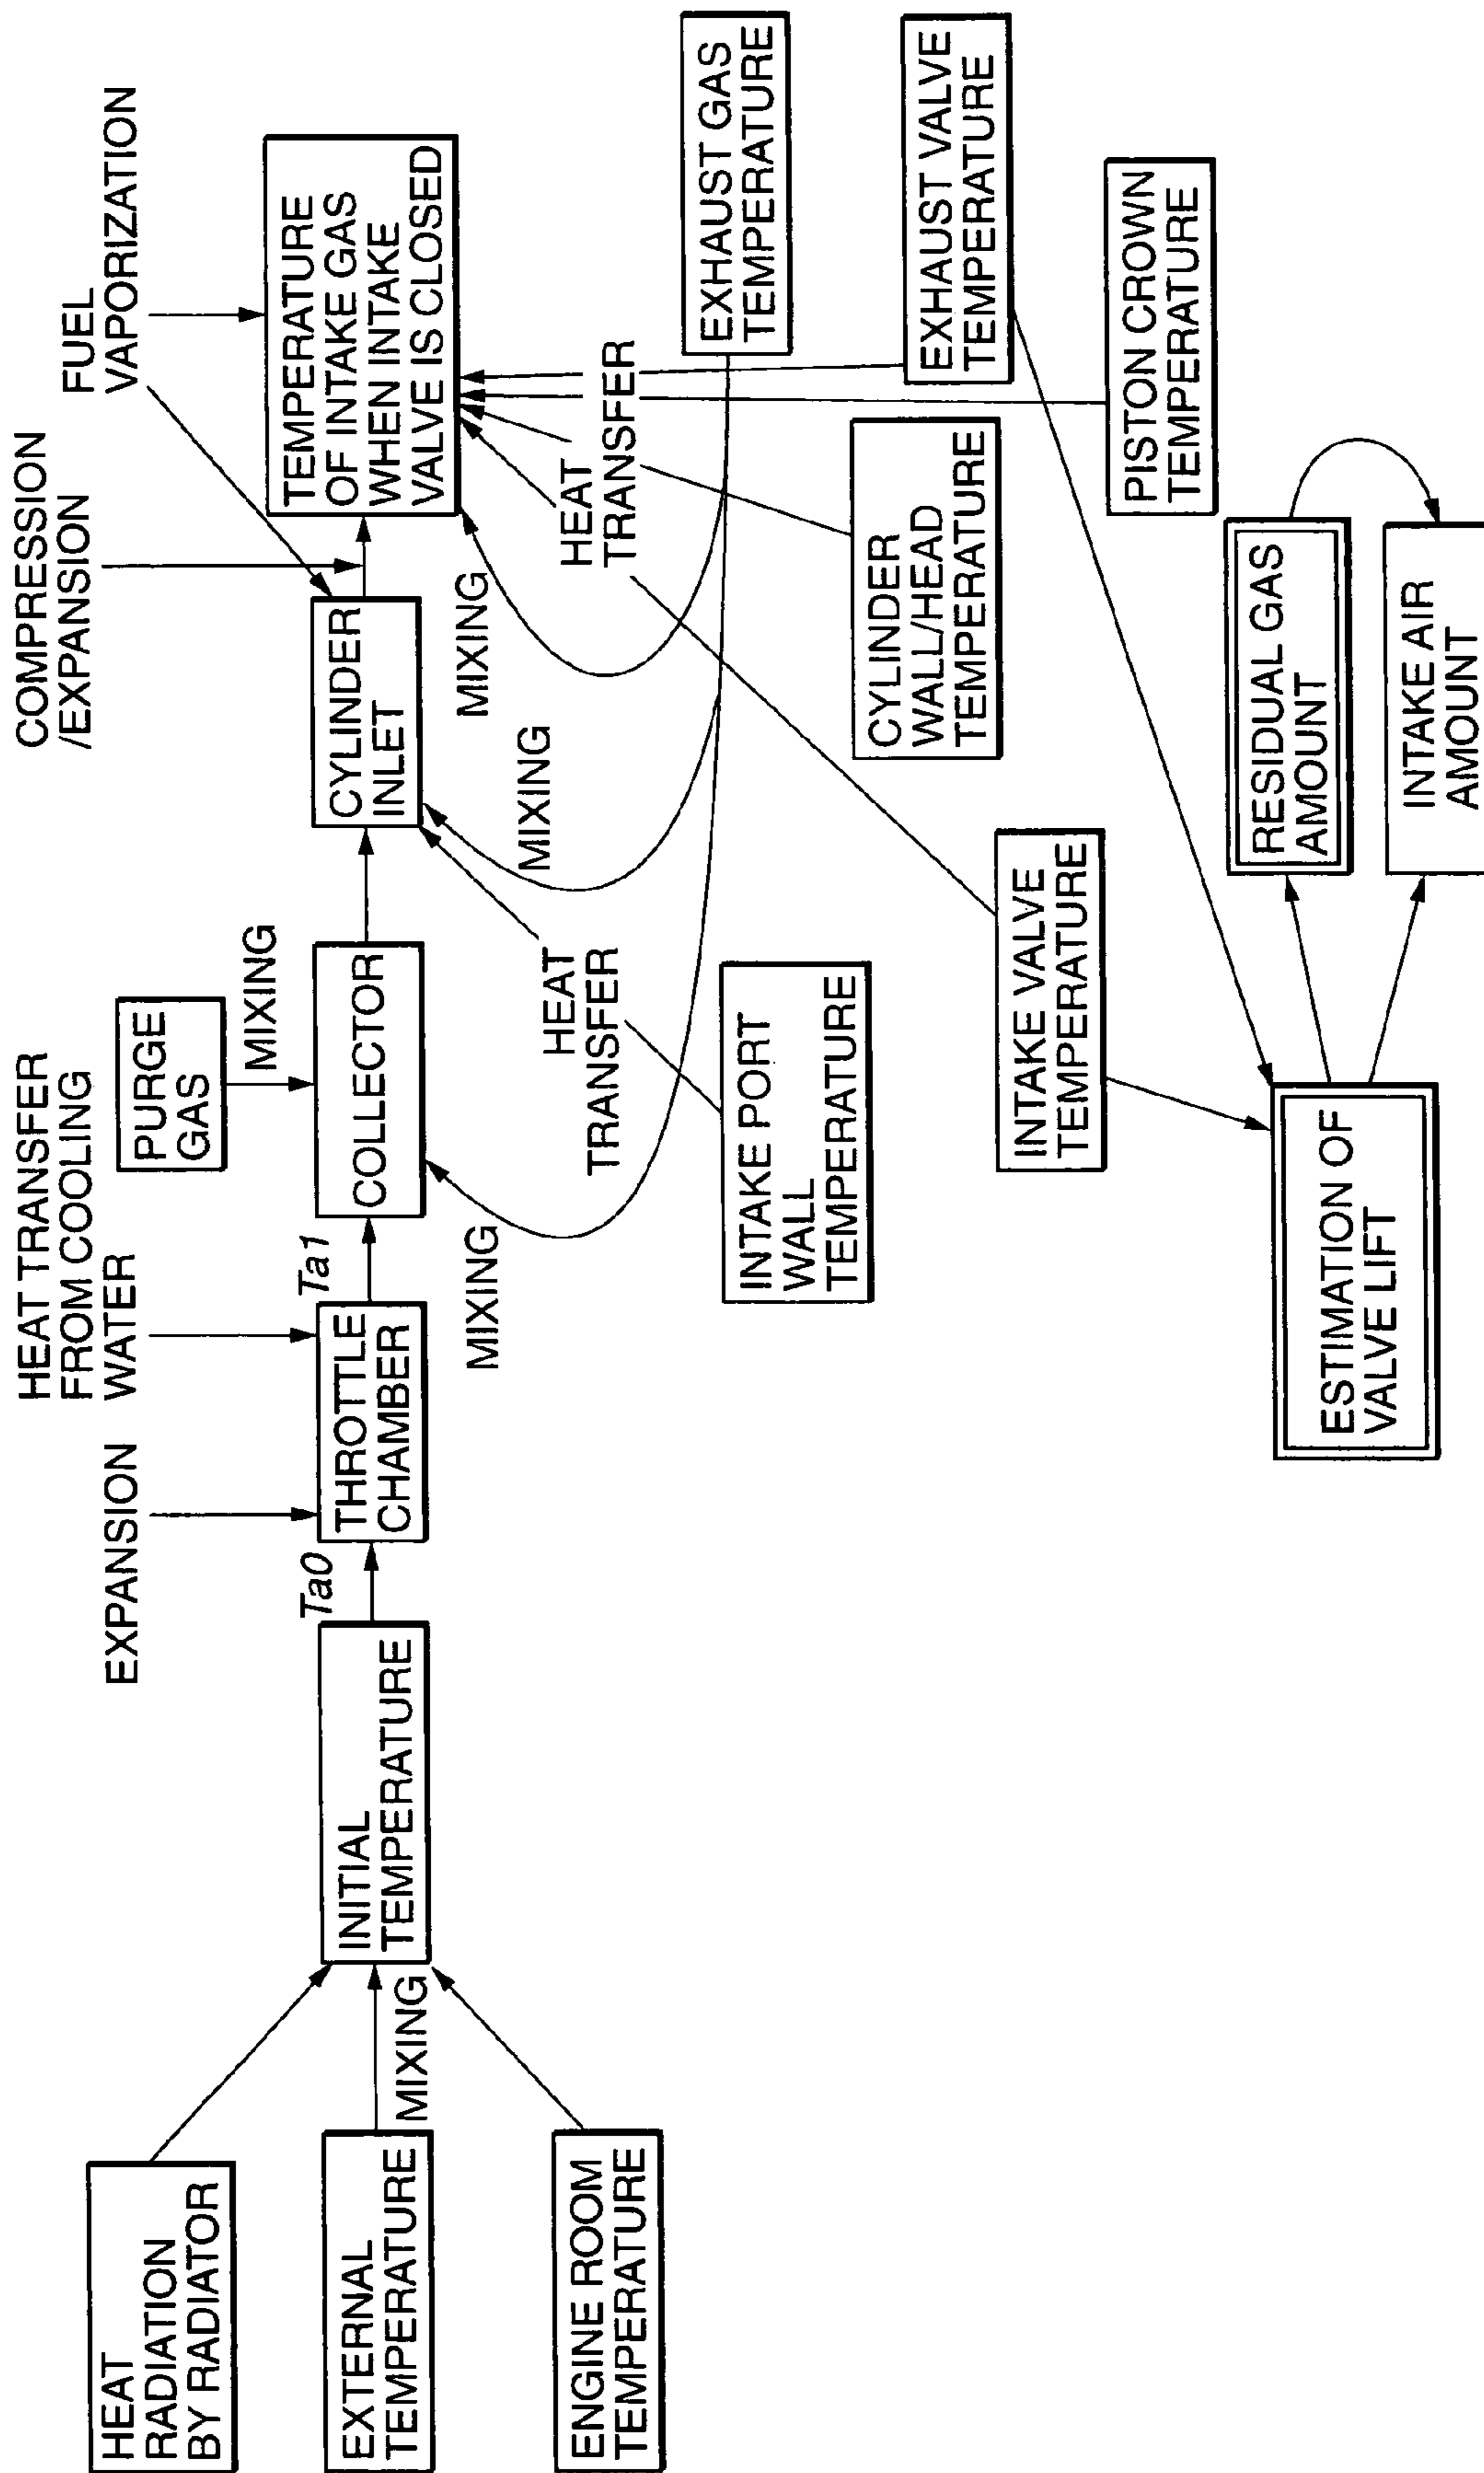 HEAT
RADIATION
BY RADIATOR
EXTERNAL
TEMPERATURE
ENGINE ROOM
TEMPERATURE
MIXING
INITIAL
TEMPERATURE
Ta0
EXPANSION
HEAT TRANSFER
FROM COOLING
WATER
THROTTLE
CHAMBER
Ta1
PURGE
GAS
MIXING
COLLECTOR
MIXING
COMPRESSION
/EXPANSION
FUEL
VAPORIZATION
CYLINDER
INLET
MIXING
MIXING
TEMPERATURE
OF INTAKE GAS
WHEN INTAKE
VALVE IS CLOSED
HEAT
TRANSFER
HEAT
TRANSFER
INTAKE PORT
WALL
TEMPERATURE
EXHAUST GAS
TEMPERATURE
CYLINDER
WALL/HEAD
TEMPERATURE
EXHAUST VALVE
TEMPERATURE
INTAKE VALVE
TEMPERATURE
PISTON CROWN
TEMPERATURE
ESTIMATION OF
VALVE LIFT
RESIDUAL GAS
AMOUNT
INTAKE AIR
AMOUNT